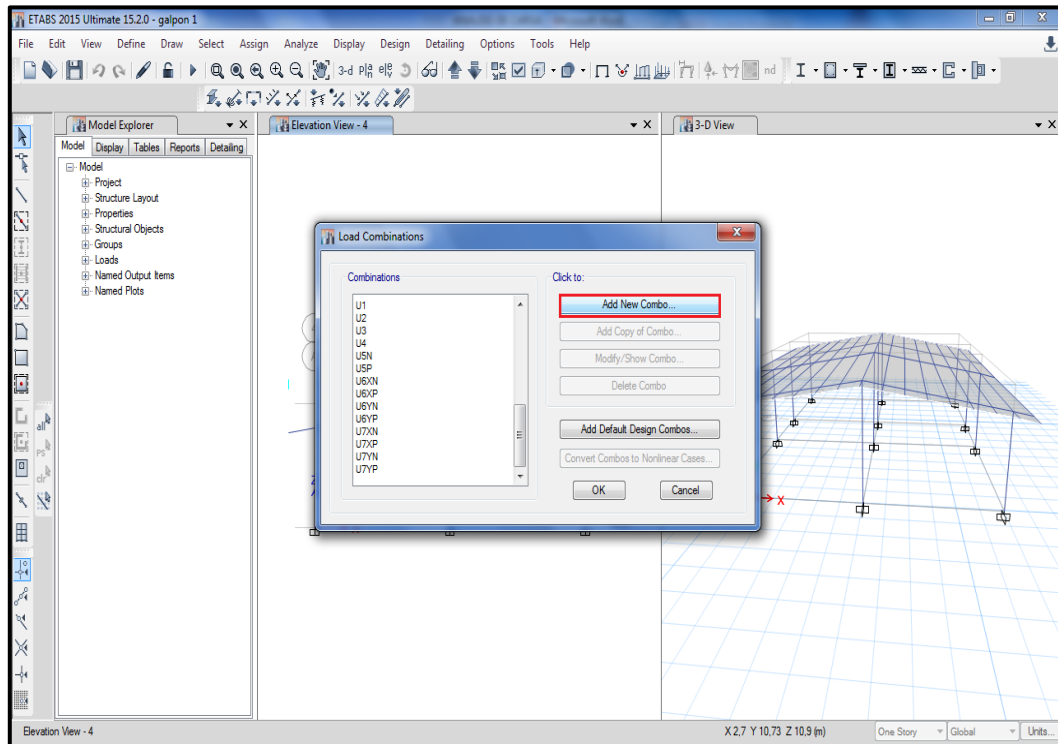 ETABS 2015 Ultimate 15.2.0 - galpon 1
File Edit View Define Draw Select Assign Analyze Display Design Detailing Options Tools Help
3-d
nd
Model Explorer
Elevation View - 4
3-D View
Model Display Tables Reports Detailing
Model
Project
Structure Layout
Properties
Structural Objects
Groups
Loads
Named Output Items
Named Plots
all
PS
clr
Load Combinations
Combinations
U1
U2
U3
U4
U5N
U5P
U6XN
U6XP
U6YN
U6YP
U7XN
U7XP
U7YN
U7YP
Click to:
Add New Combo...
Add Copy of Combo...
Modify/Show Combo...
Delete Combo
Add Default Design Combos...
Convert Combos to Nonlinear Cases...
OK Cancel
X
Elevation View - 4
X 2,7 Y 10,73 Z 10,9 (m)
One Story
Global
Units...